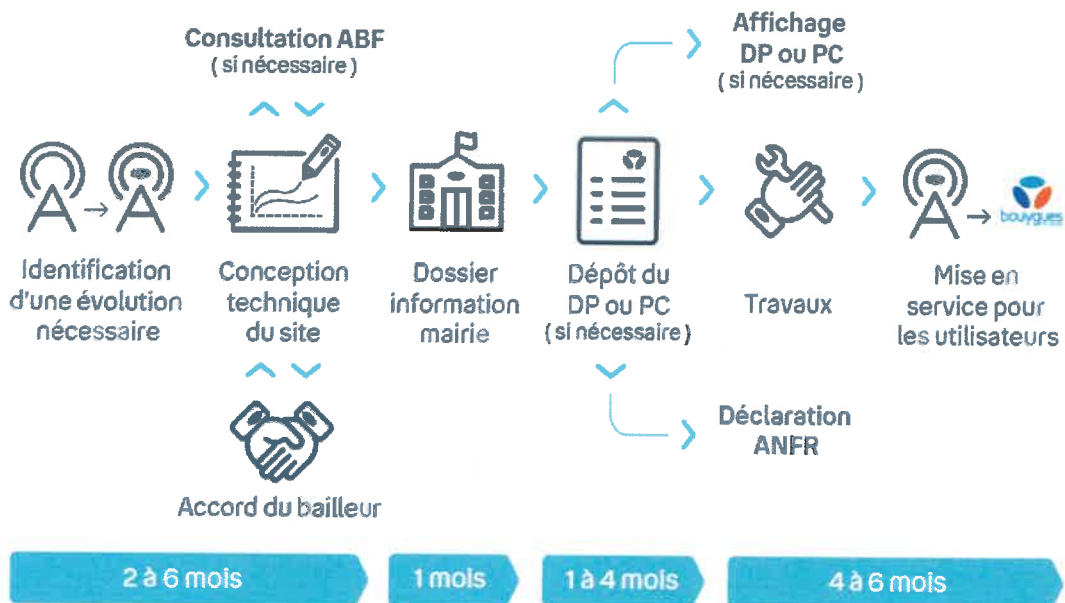 Consultation ABF
( si nécessaire )
Affichage
DP ou PC
( si nécessaire )
Identification
d'une évolution
nécessaire
Conception
technique
du site
Dossier
information
mairie
Dépôt du
DP ou PC
( si nécessaire )
Travaux
bouygues
Mise en
service pour
les utilisateurs
Accord du bailleur
Déclaration
ANFR
2 à 6 mois
1 mois
1 à 4 mois
4 à 6 mois